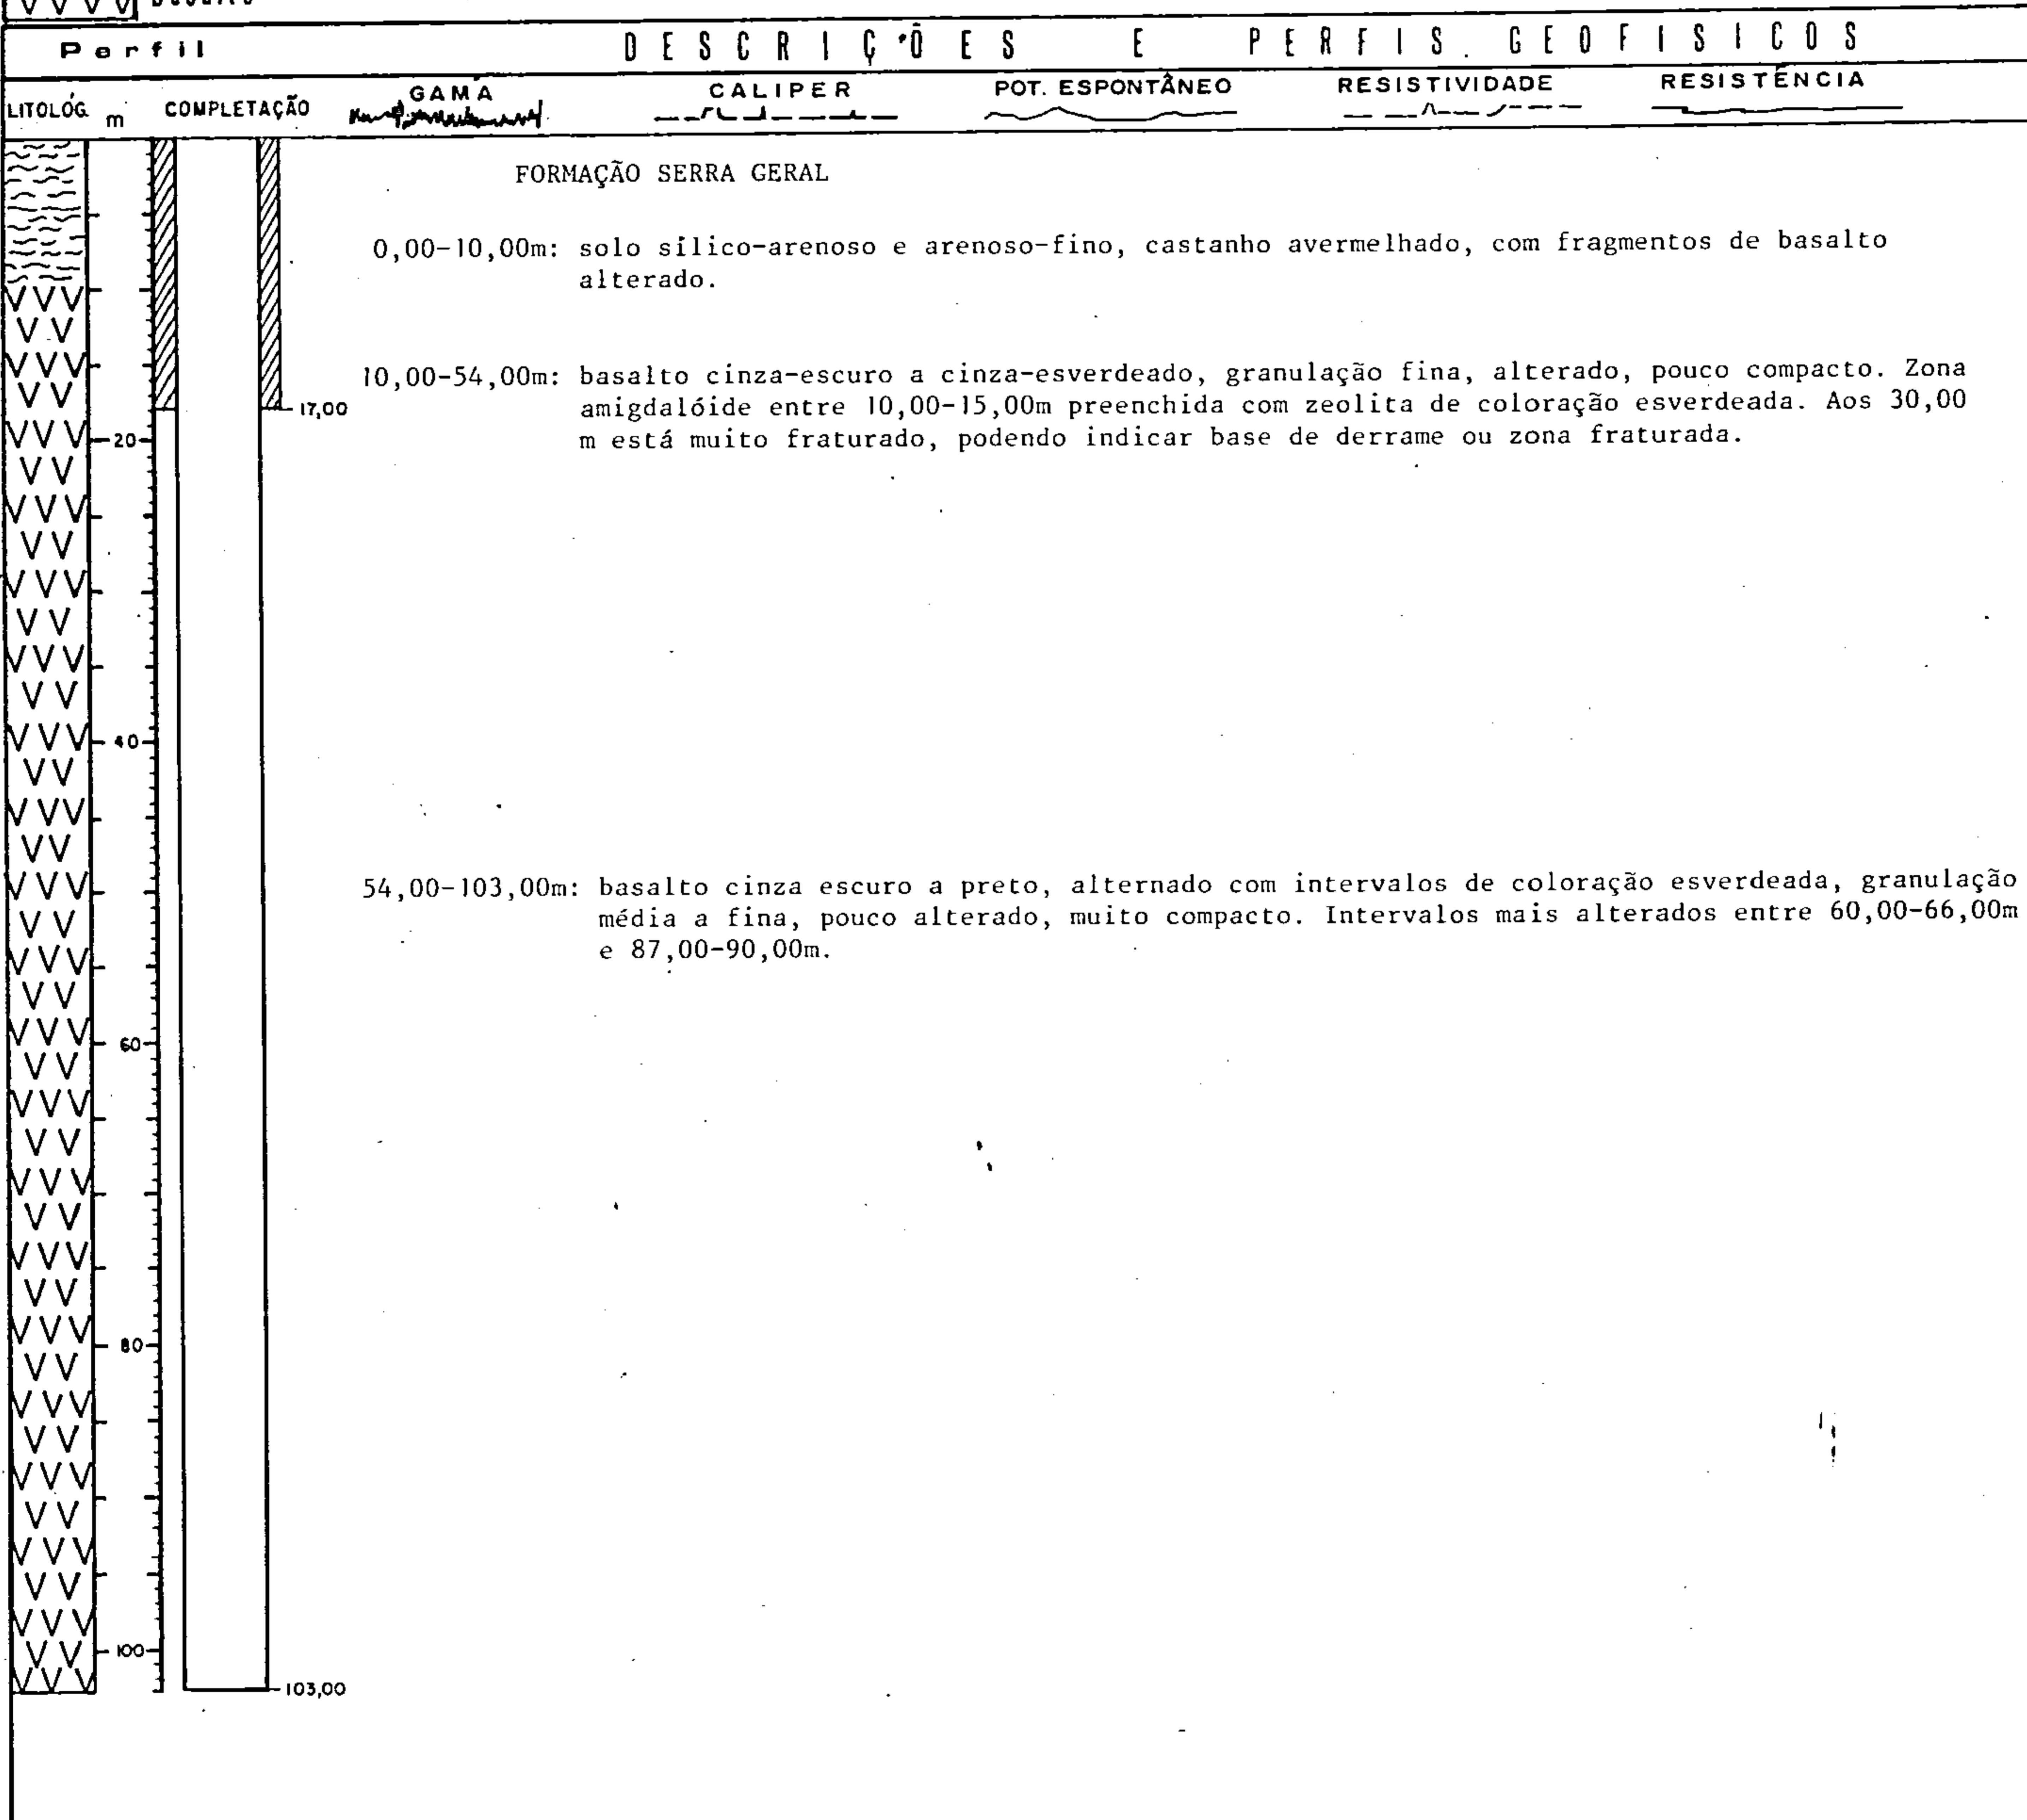 Perfil
DESCRIÇÕES E PERFIS GEOFISICOS
LITOLÓG. m COMPLETAÇÃO GAMA CALIPER POT. ESPONTÂNEO RESISTIVIDADE RESISTÊNCIA
FORMAÇÃO SERRA GERAL
0,00-10,00m: solo sílico-arenoso e arenoso-fino, castanho avermelhado, com fragmentos de basalto
alterado.
10,00-54,00m: basalto cinza-escuro a cinza-esverdeado, granulação fina, alterado, pouco compacto. Zona
amigdalóide entre 10,00-15,00m preenchida com zeolita de coloração esverdeada. Aos 30,00
m está muito fraturado, podendo indicar base de derrame ou zona fraturada.
17,00
20
40
54,00-103,00m: basalto cinza escuro a preto, alternado com intervalos de coloração esverdeada, granulação
média a fina, pouco alterado, muito compacto. Intervalos mais alterados entre 60,00-66,00m
e 87,00-90,00m.
60
80
100
103,00